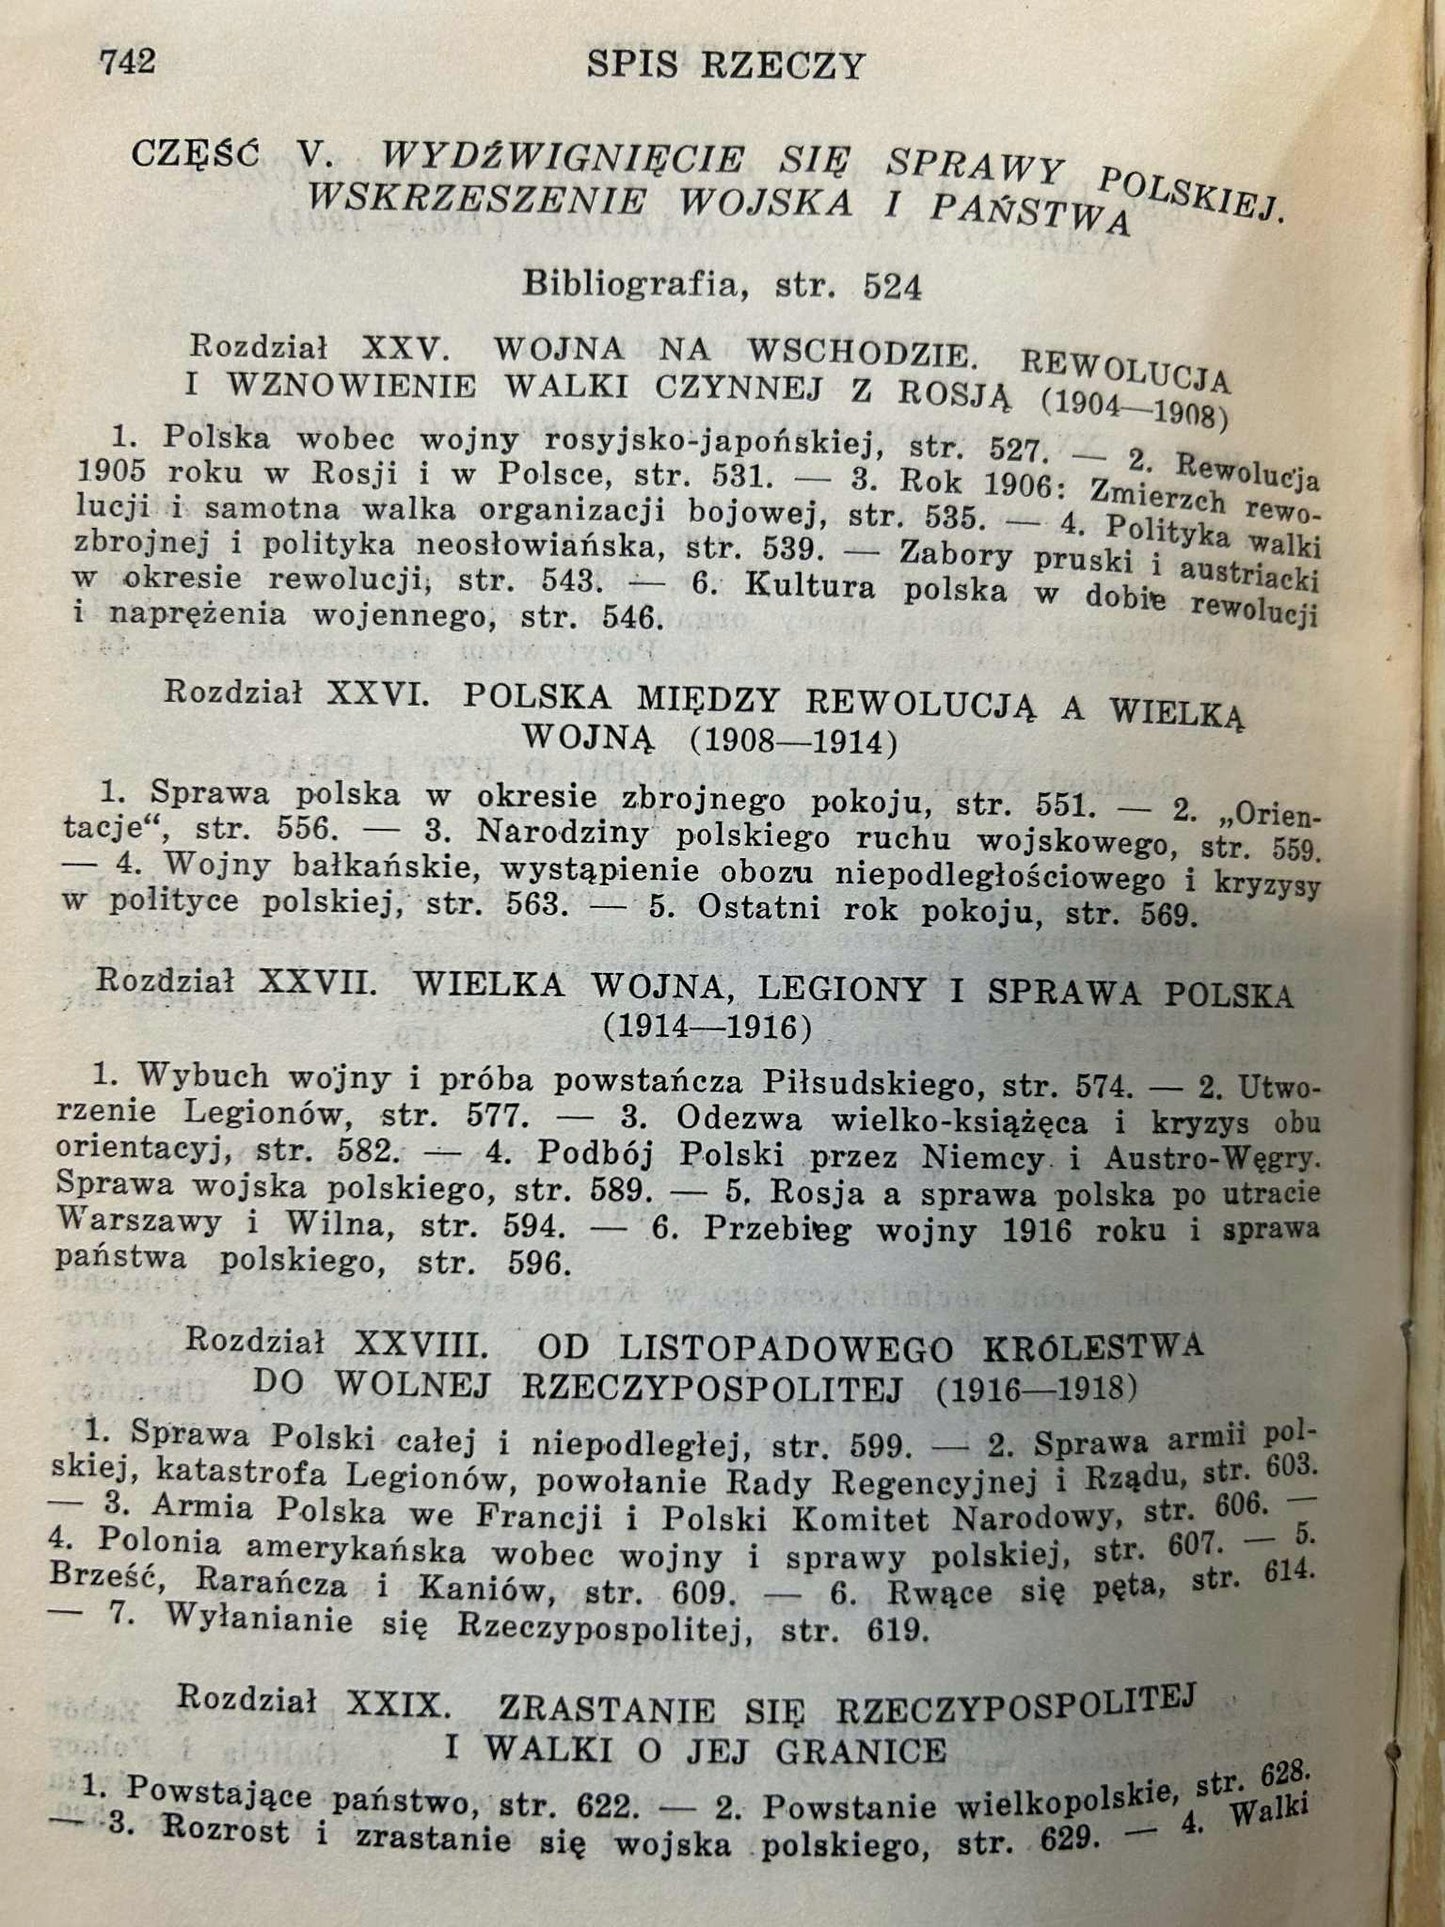 742
SPIS RZECZY
CZĘŚĆ V. WYDŹWIGNIĘCIE SIĘ SPRAWY POLSKIEJ.
WSKRZESZENIE WOJSKA I PAŃSTWA
Bibliografia, str. 524
Rozdział XXV. WOJNA NA WSCHODZIE. REWOLUCJA
I WZNOWIENIE WALKI CZYNNEJ Z ROSJĄ (1904—1908)
1. Polska wobec wojny rosyjsko-japońskiej, str. 527. — 2. Rewolucja
1905 roku w Rosji i w Polsce, str. 531. — 3. Rok 1906: Zmierzch rewo-
lucji i samotna walka organizacji bojowej, str. 535. — 4. Polityka walki
zbrojnej i polityka neosłowiańska, str. 539. — Zabory pruski i austriacki
w okresie rewolucji, str. 543. — 6. Kultura polska w dobie rewolucji
i naprężenia wojennego, str. 546.
Rozdział XXVI. POLSKA MIĘDZY REWOLUCJĄ A WIELKĄ
WOJNĄ (1908—1914)
1. Sprawa polska w okresie zbrojnego pokoju, str. 551. — 2. „Orien-
tacje“, str. 556. — 3. Narodziny polskiego ruchu wojskowego, str. 559.
— 4. Wojny bałkańskie, wystąpienie obozu niepodległościowego i kryzysy
w polityce polskiej, str. 563. — 5. Ostatni rok pokoju, str. 569.
Rozdział XXVII. WIELKA WOJNA, LEGIONY I SPRAWA POLSKA
(1914—1916)
1. Wybuch wojny i próba powstańcza Piłsudskiego, str. 574. — 2. Utwo-
rzenie Legionów, str. 577. — 3. Odezwa wielko-książęca i kryzys obu
orientacyj, str. 582. — 4. Podbój Polski przez Niemcy i Austro-Węgry.
Sprawa wojska polskiego, str. 589. — 5. Rosja a sprawa polska po utracie
Warszawy i Wilna, str. 594. — 6. Przebieg wojny 1916 roku i sprawa
państwa polskiego, str. 596.
Rozdział XXVIII. OD LISTOPADOWEGO KRÓLESTWA
DO WOLNEJ RZECZYPOSPOLITEJ (1916—1918)
1. Sprawa Polski całej i niepodległej, str. 599. — 2. Sprawa armii pol-
skiej, katastrofa Legionów, powołanie Rady Regencyjnej i Rządu, str. 603.
— 3. Armia Polska we Francji i Polski Komitet Narodowy, str. 606. —
4. Polonia amerykańska wobec wojny i sprawy polskiej, str. 607. — 5.
Brześć, Rarańcza i Kaniów, str. 609. — 6. Rwące się pęta, str. 614.
— 7. Wyłanianie się Rzeczypospolitej, str. 619.
Rozdział XXIX. ZRASTANIE SIĘ RZECZYPOSPOLITEJ
I WALKI O JEJ GRANICE
1. Powstające państwo, str. 622. — 2. Powstanie wielkopolskie, str. 628.
— 3. Rozrost i zrastanie się wojska polskiego, str. 629. — 4. Walki